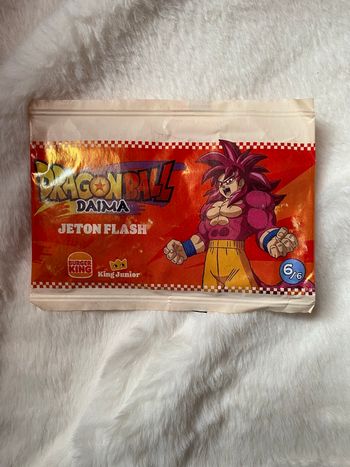 DRAGON BALL
DAIMA
JETON FLASH
BURGER
KING
King Junior
6/6